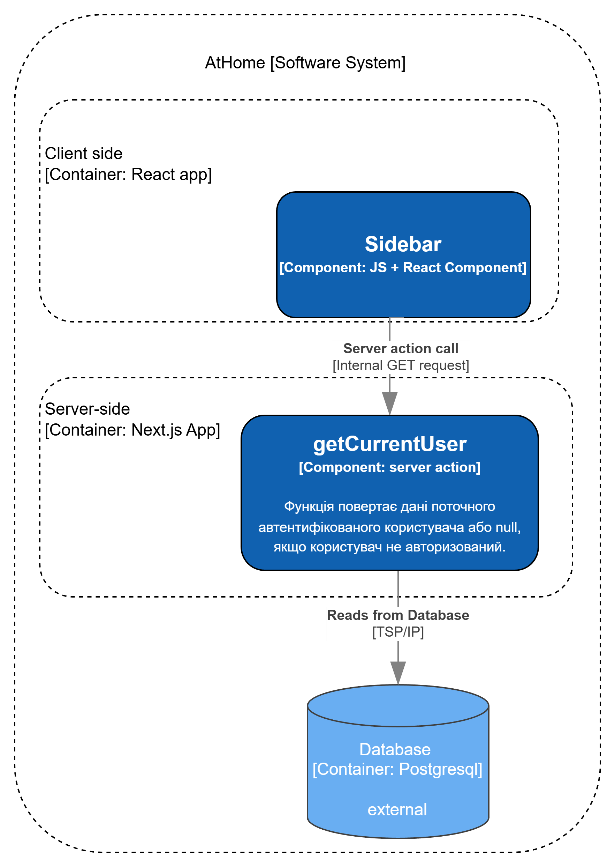 AtHome [Software System]
Client side
[Container: React app]
Sidebar
[Component: JS + React Component]
Server action call
[Internal GET request]
Server-side
[Container: Next.js App]
getCurrentUser
[Component: server action]
Функція повертає дані поточного
автентифікованого користувача або null,
якщо користувач не авторизований.
Reads from Database
[TSP/IP]
Database
[Container: Postgresql]
external